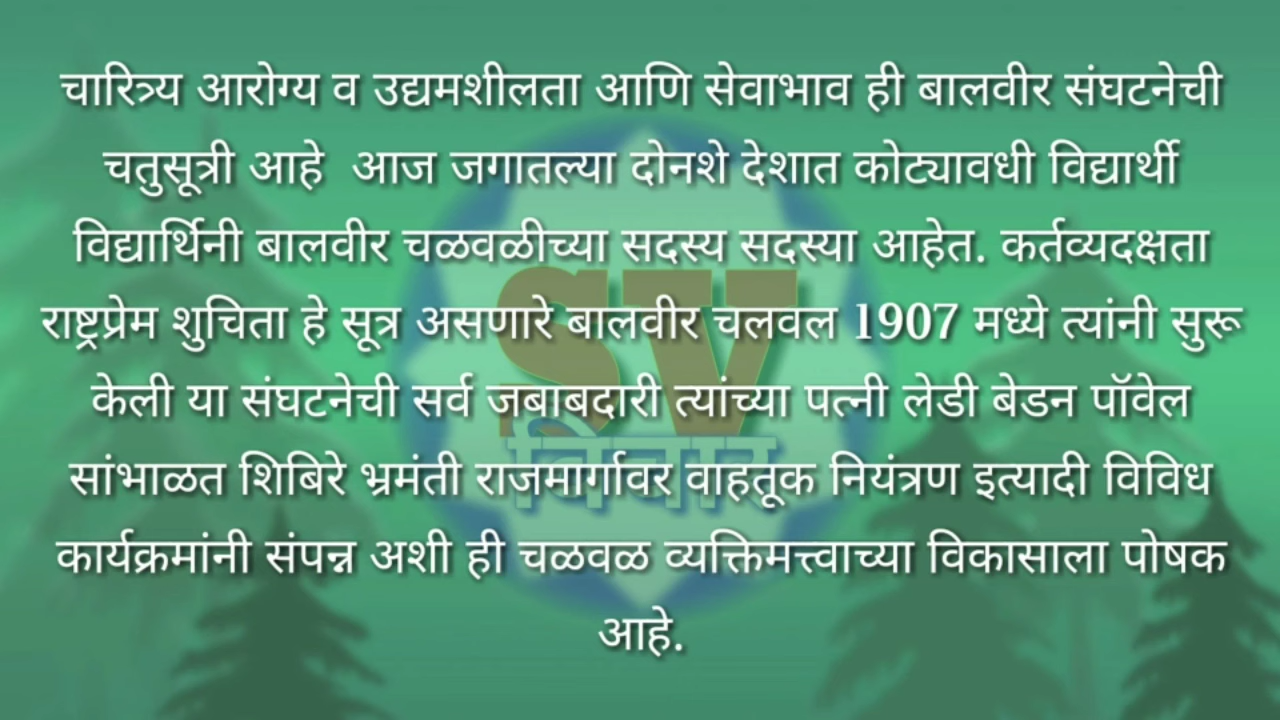 चारित्र्य आरोग्य व उद्यमशीलता आणि सेवाभाव ही बालवीर संघटनेची
चतुसूत्री आहे आज जगातल्या दोनशे देशात कोट्यावधी विद्यार्थी
विद्यार्थिनी बालवीर चळवळीच्या सदस्य सदस्या आहेत. कर्तव्यदक्षता
राष्ट्रप्रेम शुचिता हे सूत्र असणारे बालवीर चलवल 1907 मध्ये त्यांनी सुरू
केली या संघटनेची सर्व जबाबदारी त्यांच्या पत्नी लेडी बेडन पॉवेल
सांभाळत शिबिरे भ्रमंती राजमार्गावर वाहतूक नियंत्रण इत्यादी विविध
कार्यक्रमांनी संपन्न अशी ही चळवळ व्यक्तिमत्त्वाच्या विकासाला पोषक
आहे.
SV
विचार